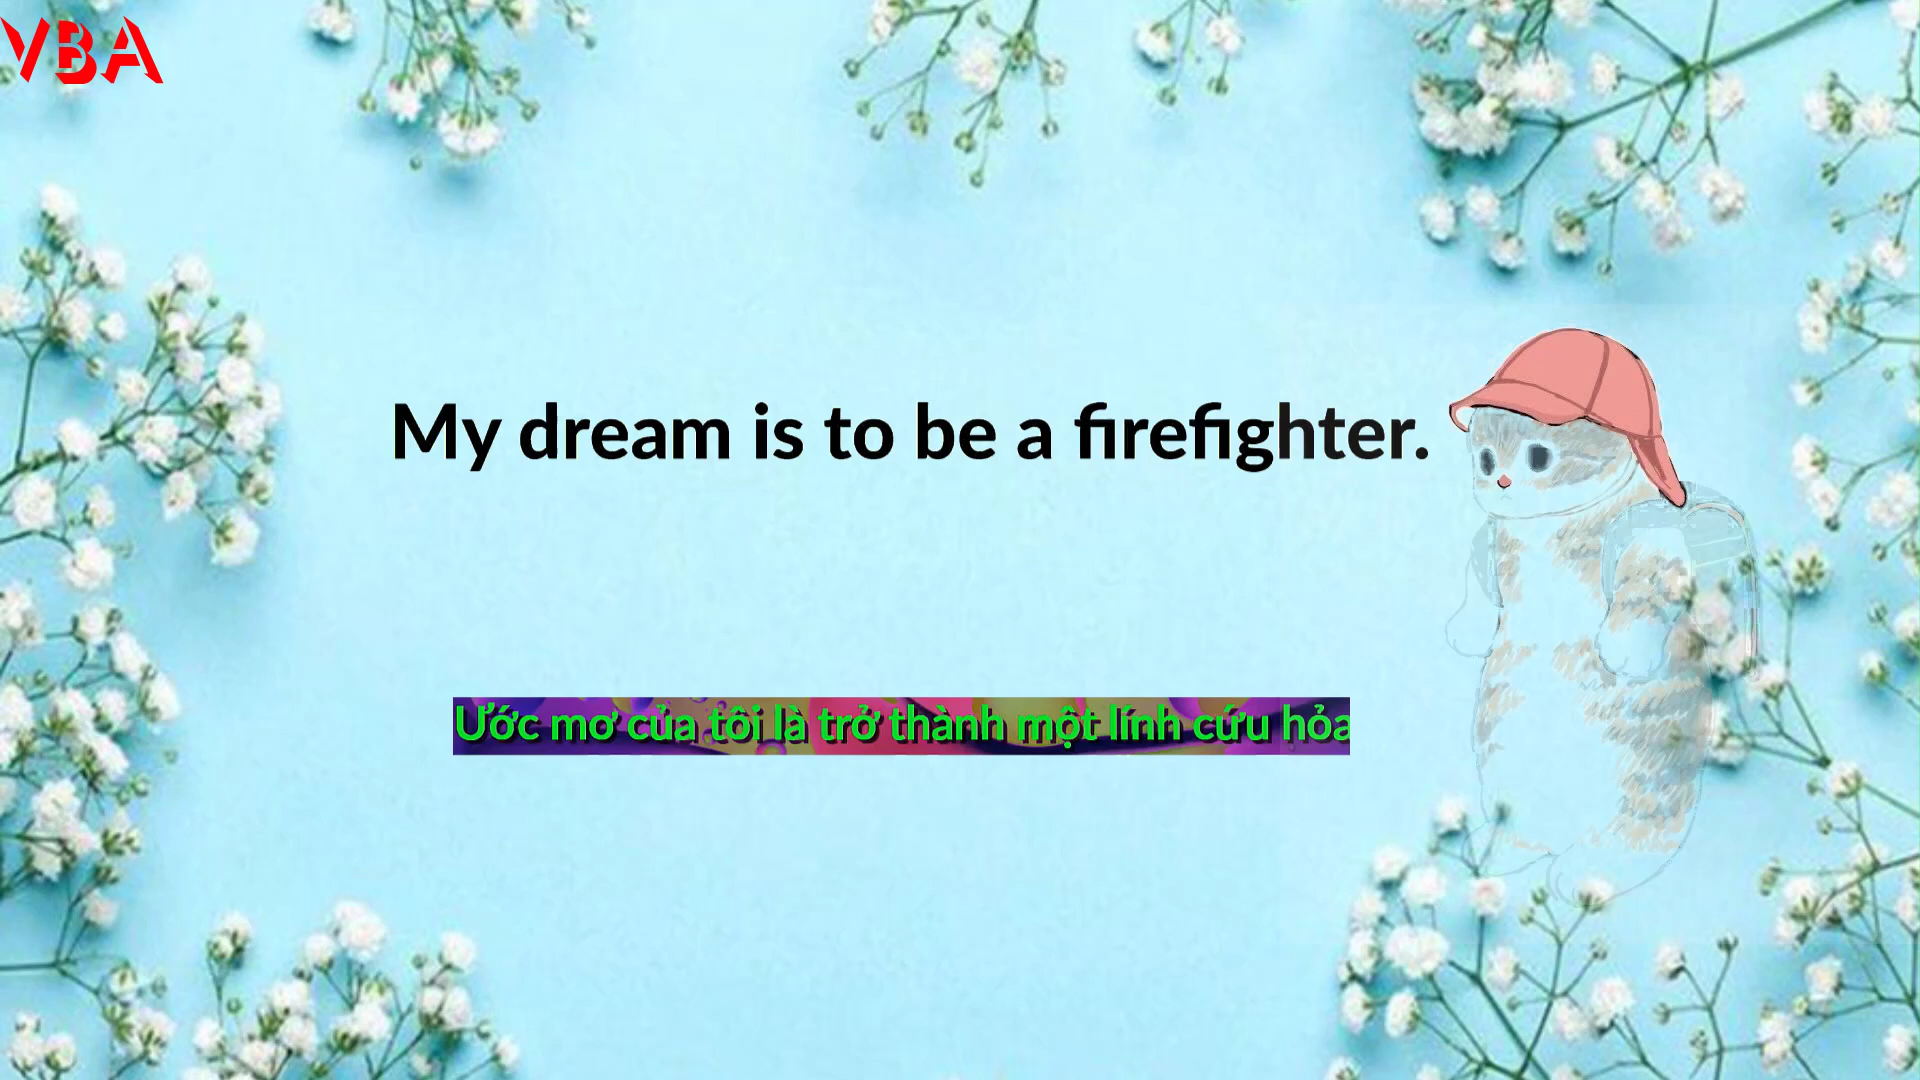 VBA
My dream is to be a firefighter.
Ước mơ của tôi là trở thành một lính cứu hỏa